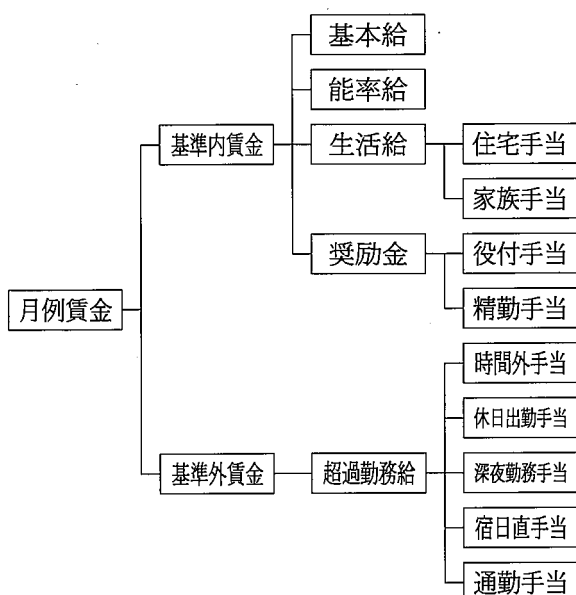 基本給
能率給
基準内賃金
生活給
住宅手当
家族手当
奨励金
役付手当
精勤手当
月例賃金
時間外手当
休日出勤手当
基準外賃金
超過勤務給
深夜勤務手当
宿日直手当
通勤手当